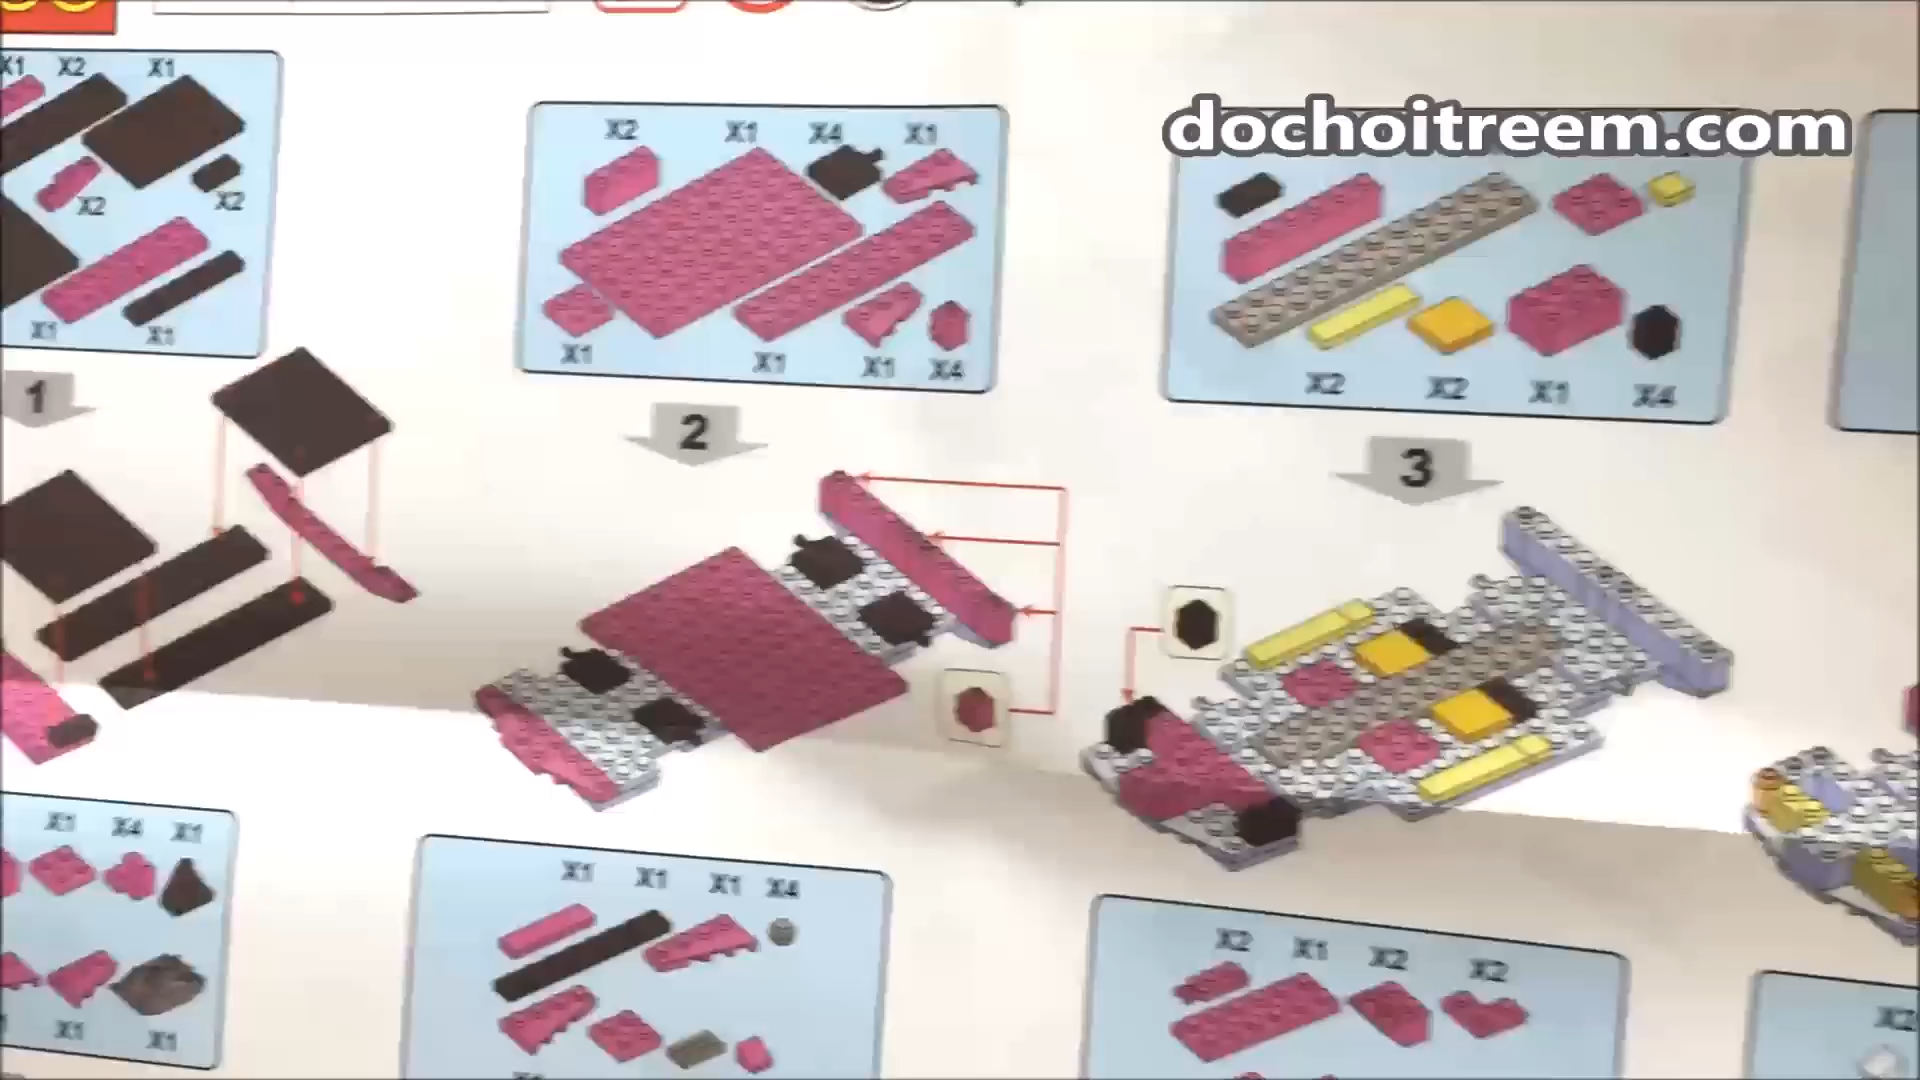 X1 X2 X1
X2 X2
X1 X1
1
X2 X1 X4 X1
X1 X1 X1 X4
2
dochoitreem.com
X2 X2 X1 X4
3
X1 X4 X1
X1 X1
X1 X1 X1 X4
X2 X1 X2 X2
X2